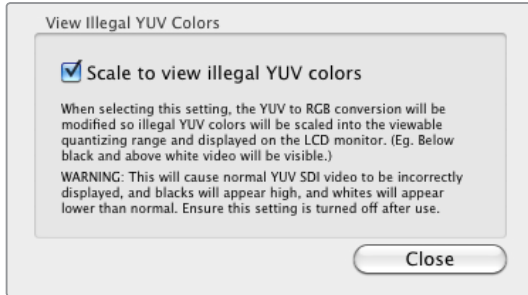 View Illegal YUV Colors
Scale to view illegal YUV colors
When selecting this setting, the YUV to RGB conversion will be
modified so illegal YUV colors will be scaled into the viewable
quantizing range and displayed on the LCD monitor. (Eg. Below
black and above white video will be visible.)
WARNING: This will cause normal YUV SDI video to be incorrectly
displayed, and blacks will appear high, and whites will appear
lower than normal. Ensure this setting is turned off after use.
Close